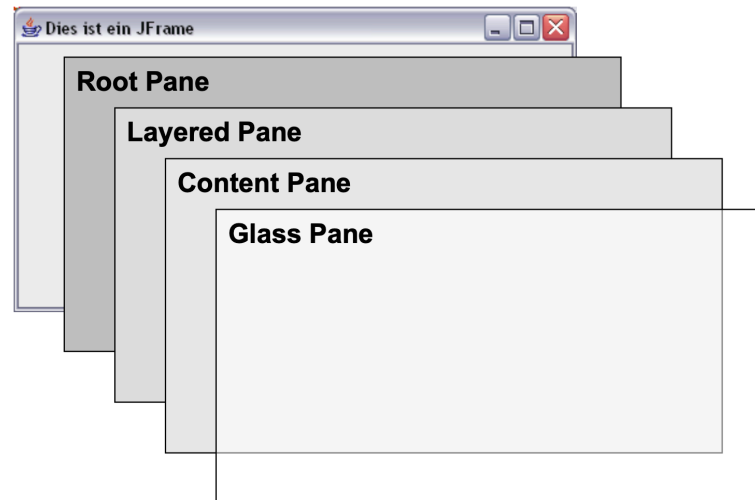 Dies ist ein JFrame
Root Pane
Layered Pane
Content Pane
Glass Pane